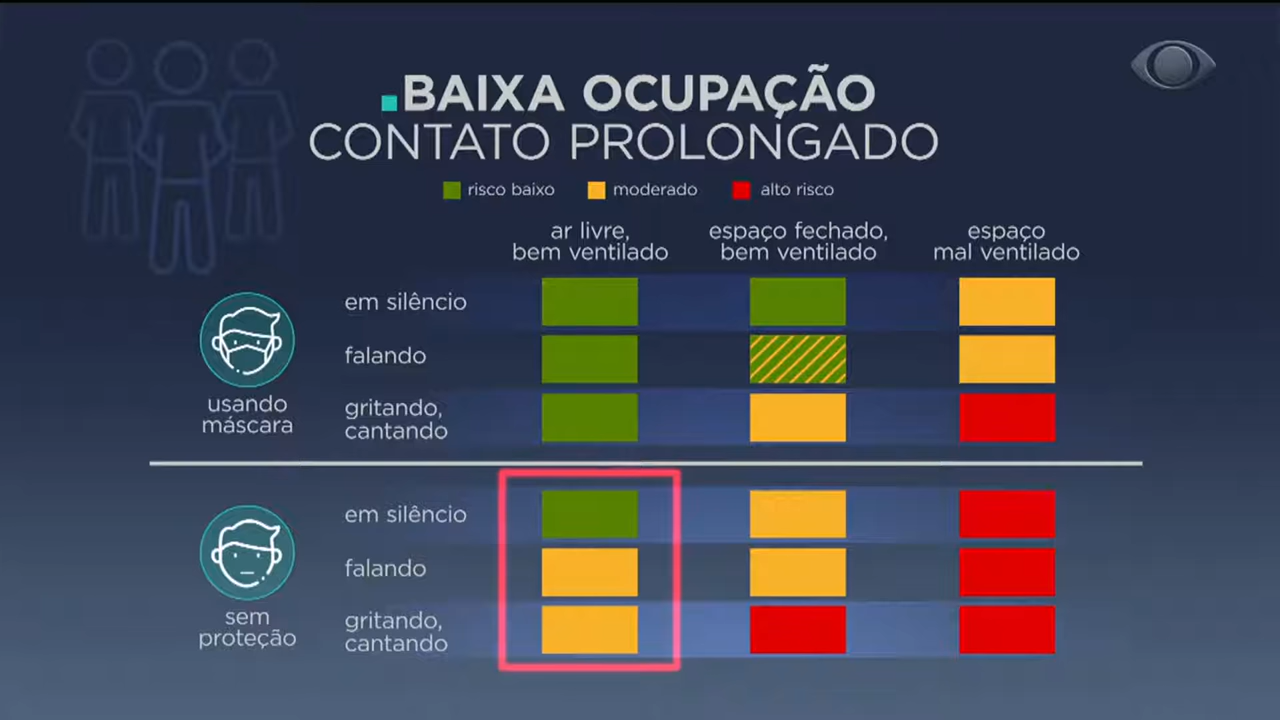 BAIXA OCUPAÇÃO
CONTATO PROLONGADO
risco baixo moderado alto risco
ar livre, bem ventilado
espaço fechado, bem ventilado
espaço mal ventilado
usando máscara
em silêncio
falando
gritando, cantando
sem proteção
em silêncio
falando
gritando, cantando